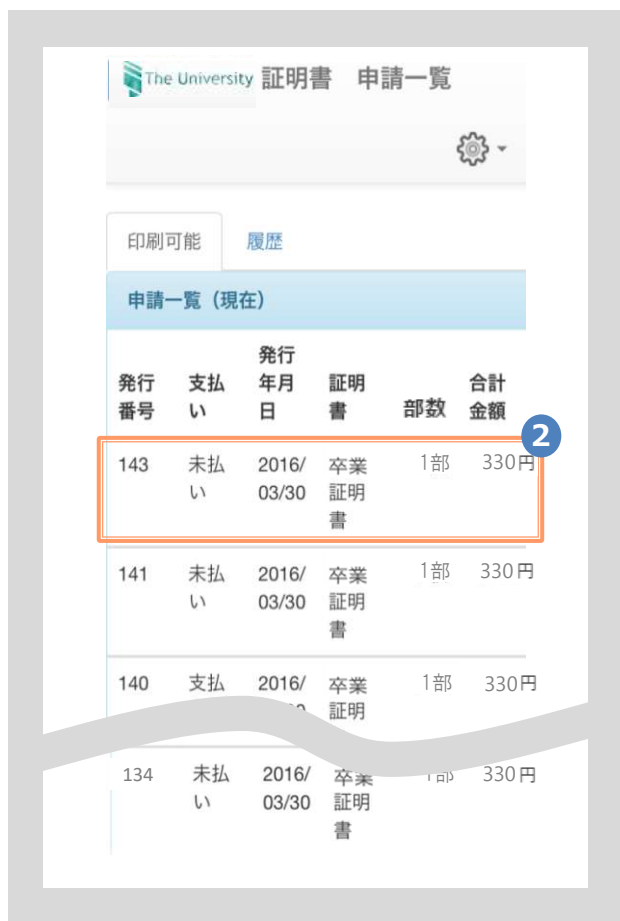 The University 証明書 申請一覧
印刷可能 履歴
申請一覧（現在）
発行番号 支払い 発行年月日 証明書 部数 合計金額
2
143 未払い 2016/03/30 卒業証明書 1部 330円
141 未払い 2016/03/30 卒業証明書 1部 330円
140 支払 2016/ 卒業証明 1部 330円
134 未払い 2016/03/30 卒業証明書 1部 330円